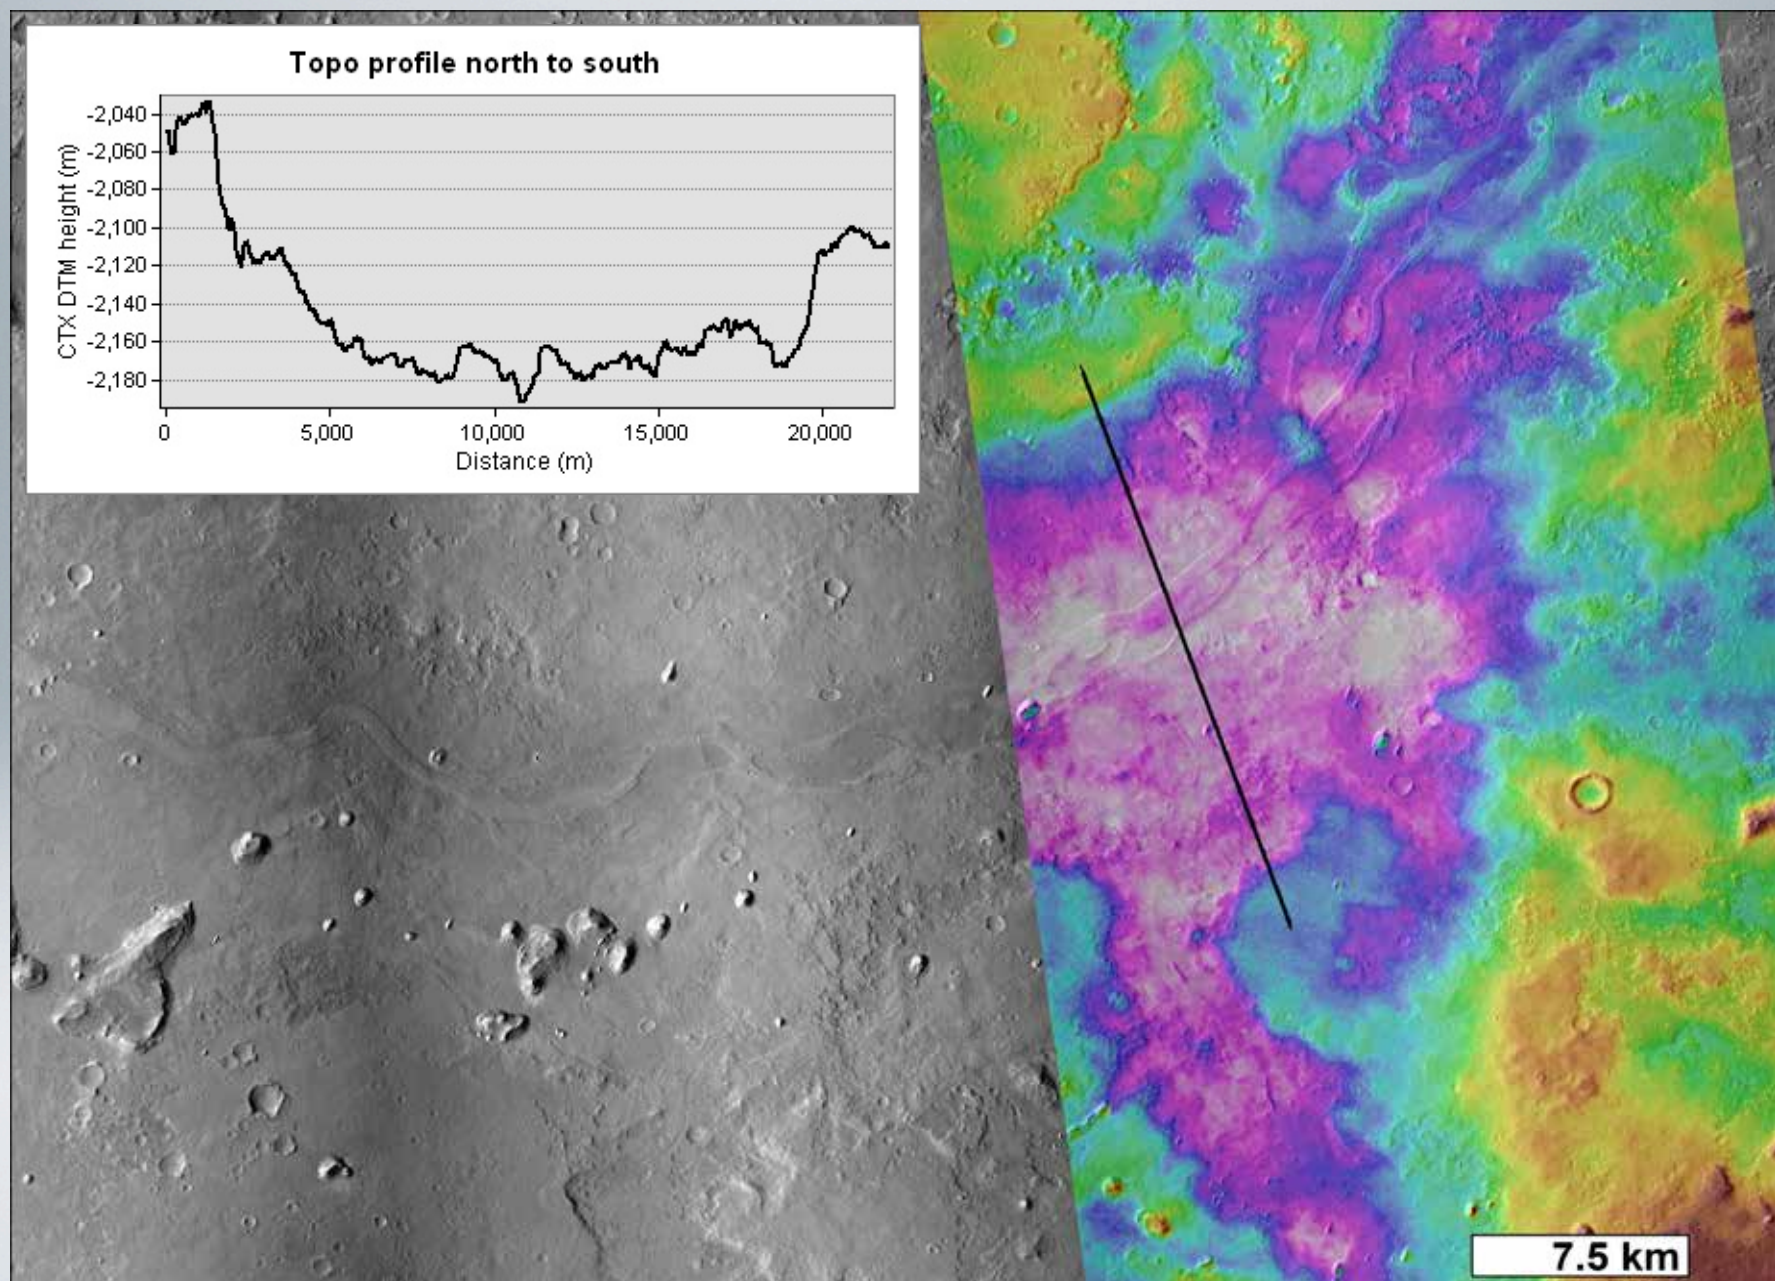 Topo profile north to south
CTX DTM height (m)
-2,040
-2,060
-2,080
-2,100
-2,120
-2,140
-2,160
-2,180
0 5,000 10,000 15,000 20,000
Distance (m)
7.5 km